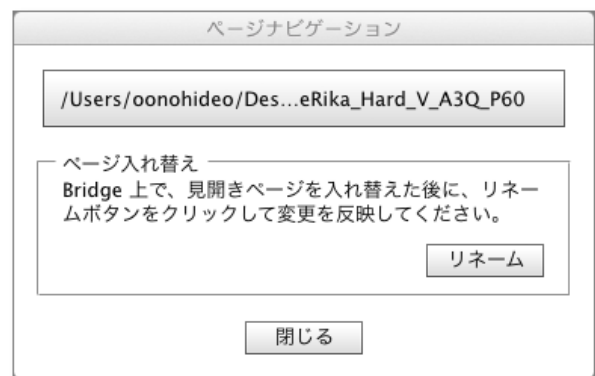 ページナビゲーション
/Users/oonohideo/Des...eRika_Hard_V_A3Q_P60
ページ入れ替え
Bridge 上で、見開きページを入れ替えた後に、リネー
ムボタンをクリックして変更を反映してください。
リネーム
閉じる